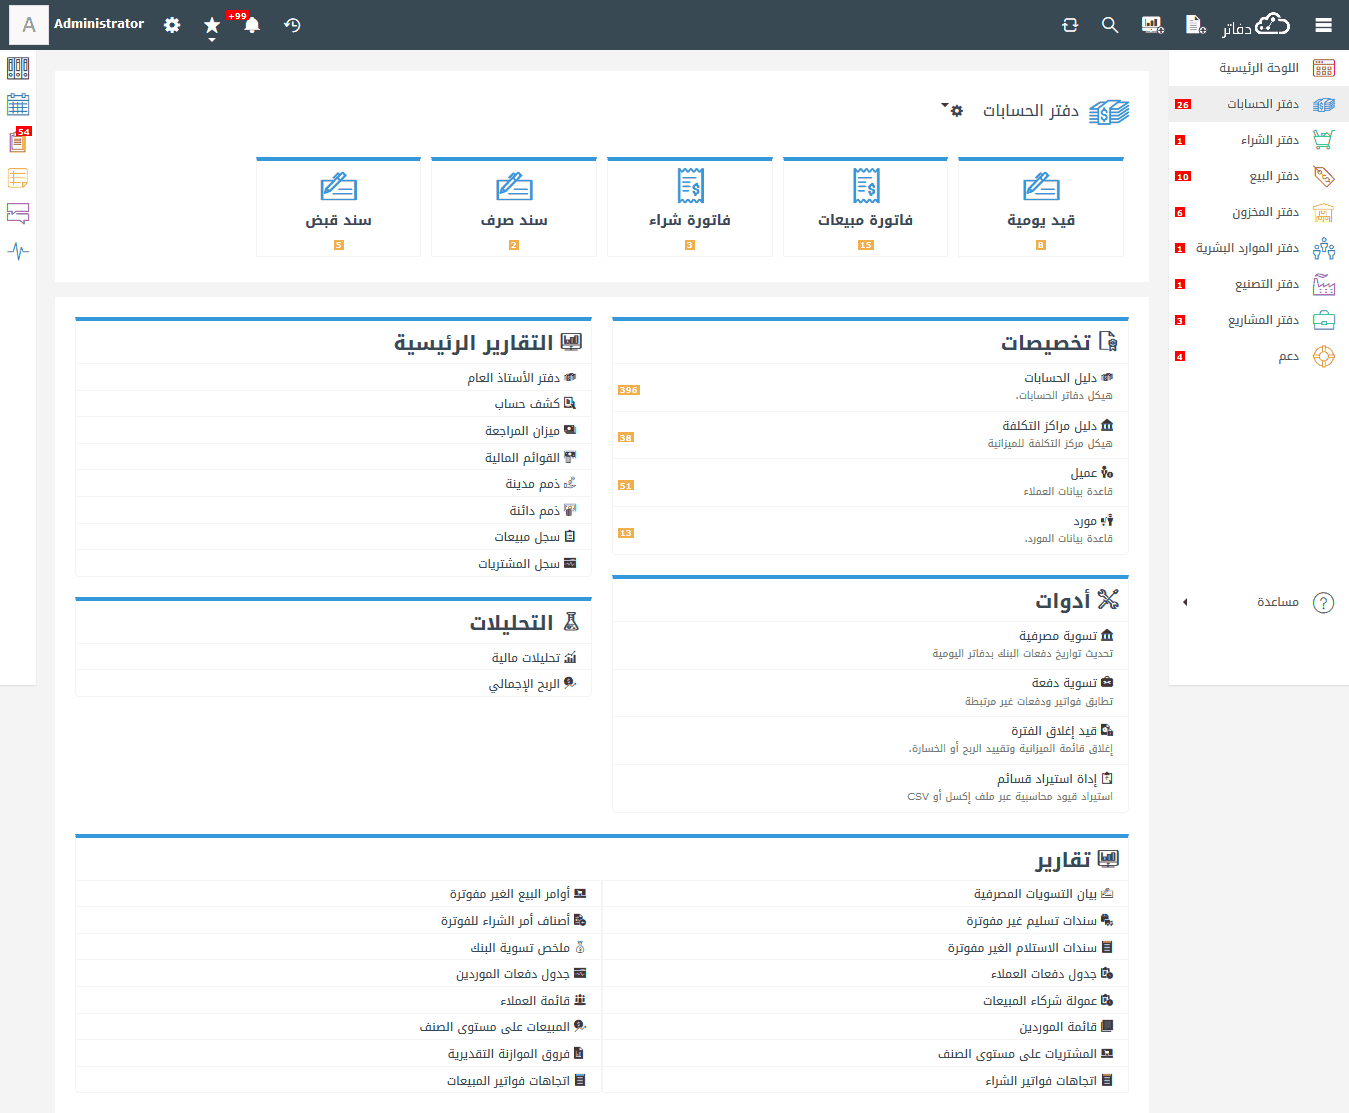 دفاتر
+99
Administrator
A
اللوحة الرئيسية
دفتر الحسابات
26
دفتر الشراء
1
دفتر البيع
10
دفتر المخزون
6
دفتر الموارد البشرية
1
دفتر التصنيع
1
دفتر المشاريع
3
دعم
4
مساعدة
54
دفتر الحسابات
قيد يومية
8
فاتورة مبيعات
15
فاتورة شراء
3
سند صرف
2
سند قبض
5
تخصيصات
دليل الحسابات
هيكل دفاتر الحسابات.
396
دليل مراكز التكلفة
هيكل مركز التكلفة للميزانية
38
عميل
قاعدة بيانات العملاء
51
مورد
قاعدة بيانات المورد.
13
أدوات
تسوية مصرفية
تحديث تواريخ دفعات البنك بدفاتر اليومية
تسوية دفعة
تطابق فواتير ودفعات غير مرتبطة
قيد إغلاق الفترة
إغلاق قائمة الميزانية وتقييد الربح أو الخسارة.
إداة استيراد قسائم
استيراد قيود محاسبية عبر ملف إكسل أو CSV
التقارير الرئيسية
دفتر الأستاذ العام
كشف حساب
ميزان المراجعة
القوائم المالية
ذمم مدينة
ذمم دائنة
سجل مبيعات
سجل المشتريات
التحليلات
تحليلات مالية
الربح الإجمالي
تقارير
بيان التسويات المصرفية
سندات تسليم غير مفوترة
سندات الاستلام الغير مفوترة
جدول دفعات العملاء
عمولة شركاء المبيعات
قائمة الموردين
المشتريات على مستوى الصنف
اتجاهات فواتير الشراء
أوامر البيع الغير مفوترة
أصناف أمر الشراء للفوترة
ملخص تسوية البنك
جدول دفعات الموردين
قائمة العملاء
المبيعات على مستوى الصنف
فروق الموازنة التقديرية
اتجاهات فواتير المبيعات